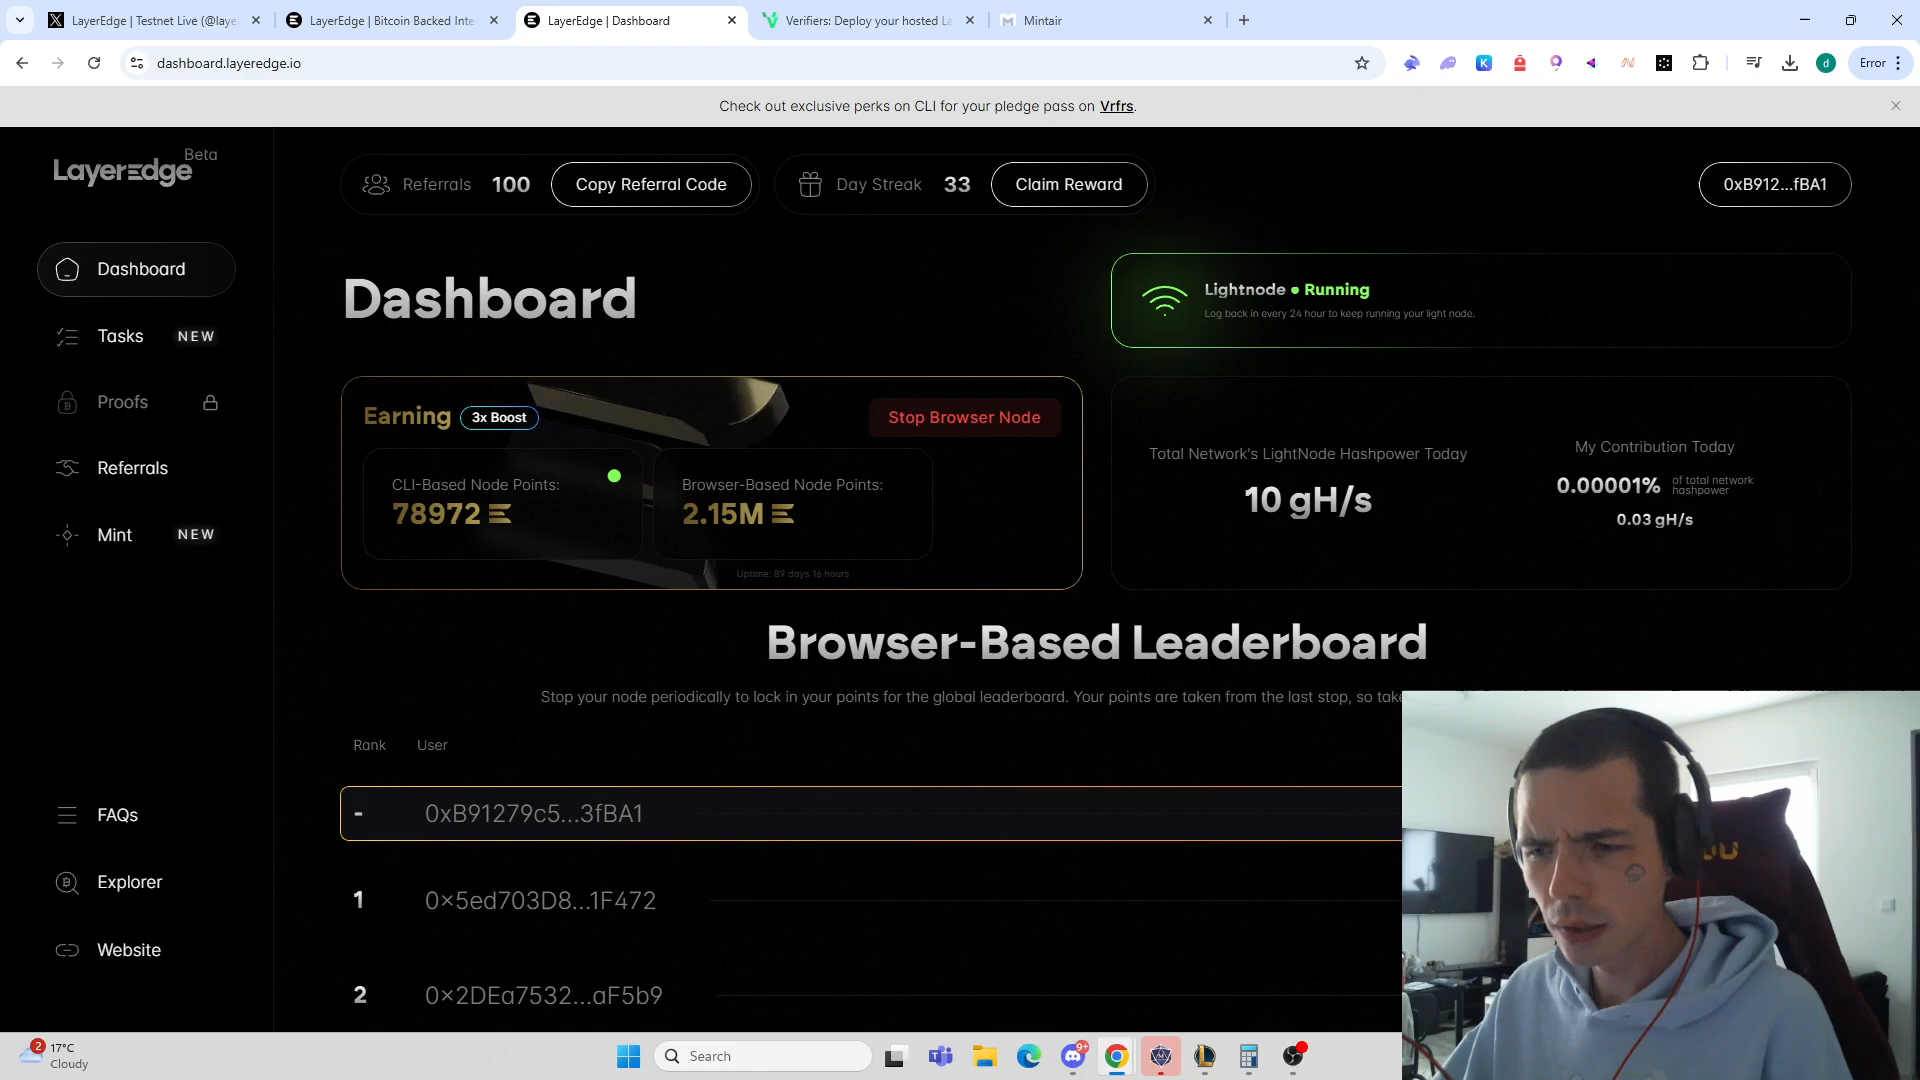 LayerEdge | Testnet Live (@laye
LayerEdge | Bitcoin Backed Inte
LayerEdge | Dashboard
Verifiers: Deploy your hosted La
Mintair
dashboard.layeredge.io
Error
Check out exclusive perks on CLI for your pledge pass on Vrfrs.
LayerEdge
Beta
Referrals 100 Copy Referral Code
Day Streak 33 Claim Reward
0xB912...fBA1
Dashboard
Tasks NEW
Proofs
Referrals
Mint NEW
FAQs
Explorer
Website
Dashboard
Lightnode • Running
Log back in every 24 hour to keep running your light node.
Earning 3x Boost
Stop Browser Node
CLI-Based Node Points:
78972
Browser-Based Node Points:
2.15M
Uptime: 89 days 16 hours
Total Network's LightNode Hashpower Today
10 gH/s
My Contribution Today
0.00001% of total network
hashpower
0.03 gH/s
Browser-Based Leaderboard
Stop your node periodically to lock in your points for the global leaderboard. Your points are taken from the last stop, so take
Rank User
- 0xB91279c5...3fBA1
1 0x5ed703D8...1F472
2 0x2DEa7532...aF5b9
2
17°C
Cloudy
Search
9+